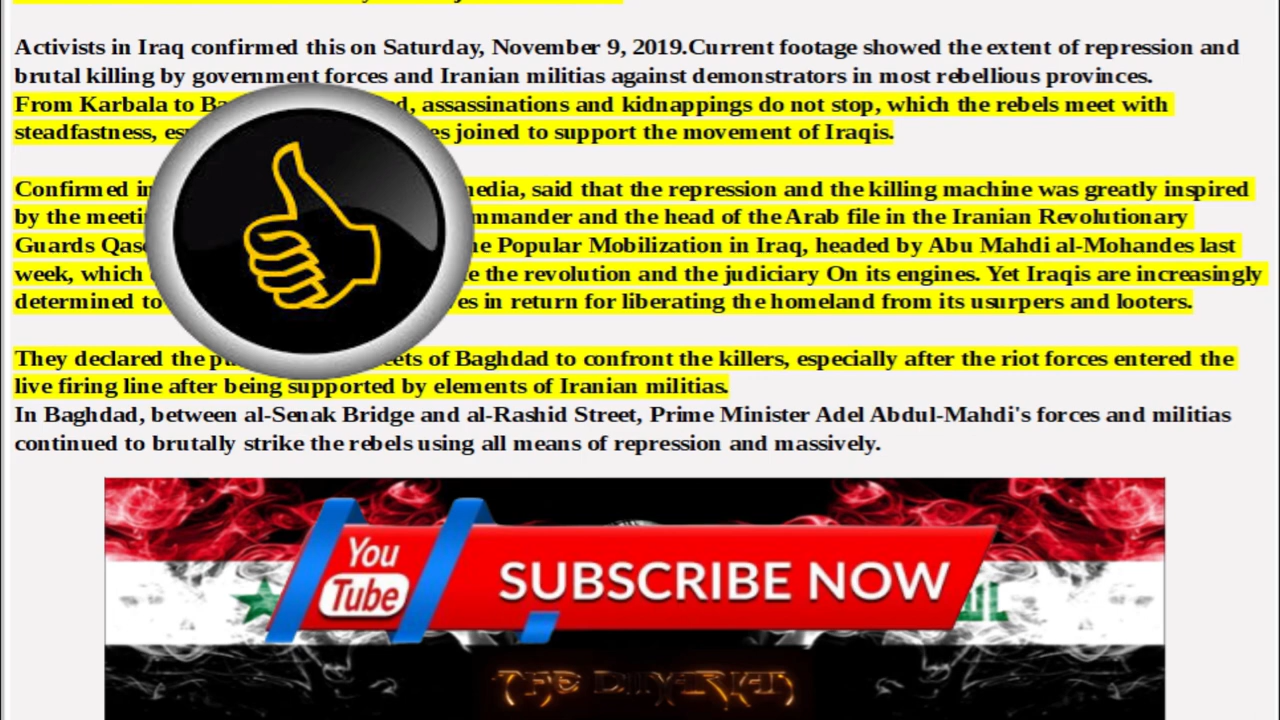 Activists in Iraq confirmed this on Saturday, November 9, 2019.Current footage showed the extent of repression and
brutal killing by government forces and Iranian militias against demonstrators in most rebellious provinces.
From Karbala to assassinations and kidnappings do not stop, which the rebels meet with
steadfastness, joined to support the movement of Iraqis.
Confirmed said that the repression and the killing machine was greatly inspired
by the and the head of the Arab file in the Iranian Revolutionary
Guards Popular Mobilization in Iraq, headed by Abu Mahdi al-Mohandes last
week, which the revolution and the judiciary On its engines. Yet Iraqis are increasingly
determined to in return for liberating the homeland from its usurpers and looters.
They declared the of Baghdad to confront the killers, especially after the riot forces entered the
live firing line after being supported by elements of Iranian militias.
In Baghdad, between al-Senak Bridge and al-Rashid Street, Prime Minister Adel Abdul-Mahdi's forces and militias
continued to brutally strike the rebels using all means of repression and massively.
You
Tube
SUBSCRIBE NOW
THE DINARIAN